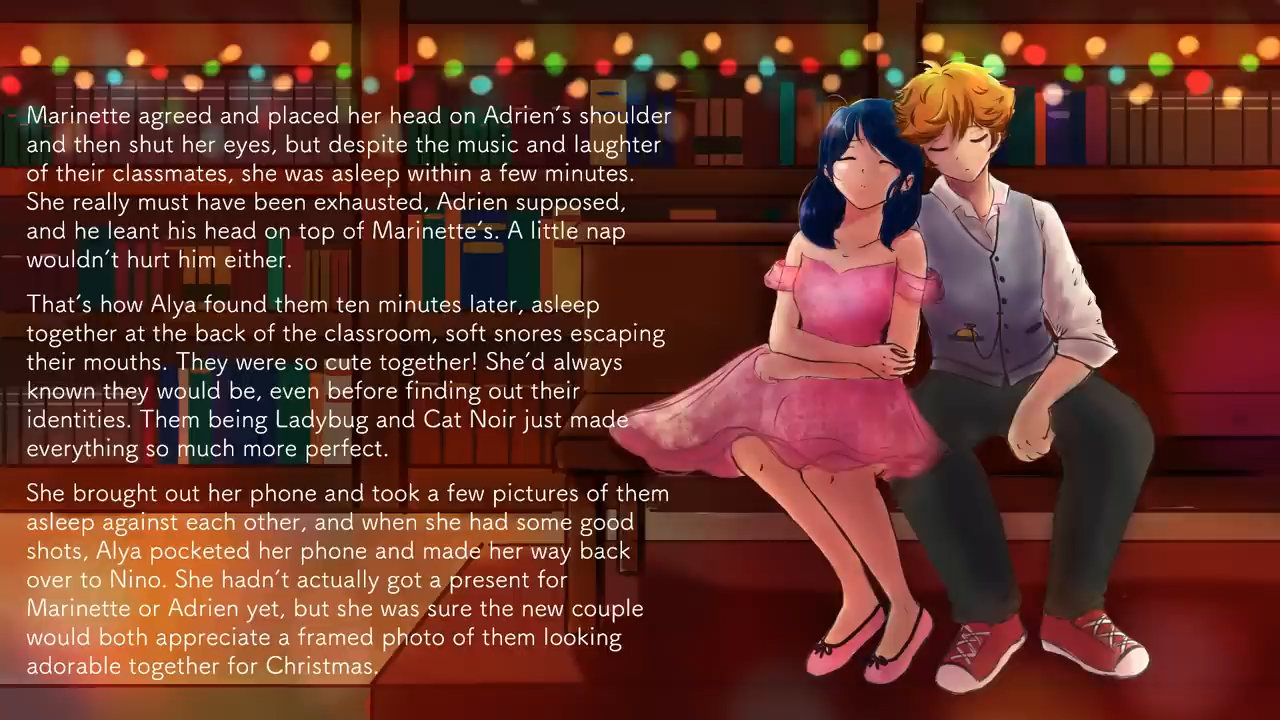 Marinette agreed and placed her head on Adrien's shoulder
and then shut her eyes, but despite the music and laughter
of their classmates, she was asleep within a few minutes.
She really must have been exhausted, Adrien supposed,
and he leant his head on top of Marinette's. A little nap
wouldn't hurt him either.
That's how Alya found them ten minutes later, asleep
together at the back of the classroom, soft snores escaping
their mouths. They were so cute together! She'd always
known they would be, even before finding out their
identities. Them being Ladybug and Cat Noir just made
everything so much more perfect.
She brought out her phone and took a few pictures of them
asleep against each other, and when she had some good
shots, Alya pocketed her phone and made her way back
over to Nino. She hadn't actually got a present for
Marinette or Adrien yet, but she was sure the new couple
would both appreciate a framed photo of them looking
adorable together for Christmas.